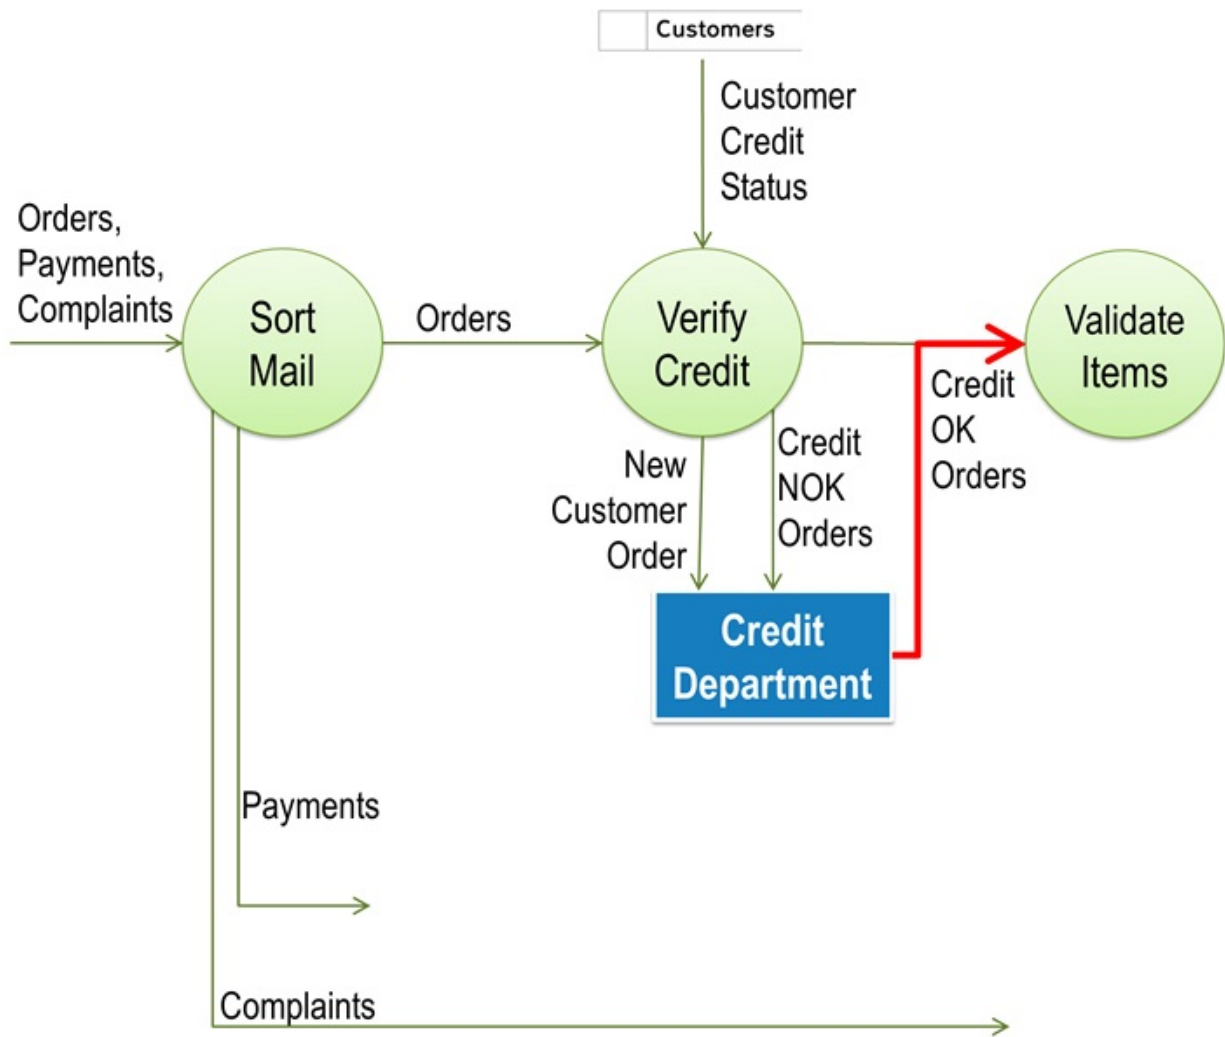 Customers
Customer
Credit
Status
Orders,
Payments,
Complaints
Sort
Mail
Orders
Verify
Credit
Validate
Items
Credit
OK
Orders
New
Customer
Order
Credit
NOK
Orders
Credit
Department
Payments
Complaints